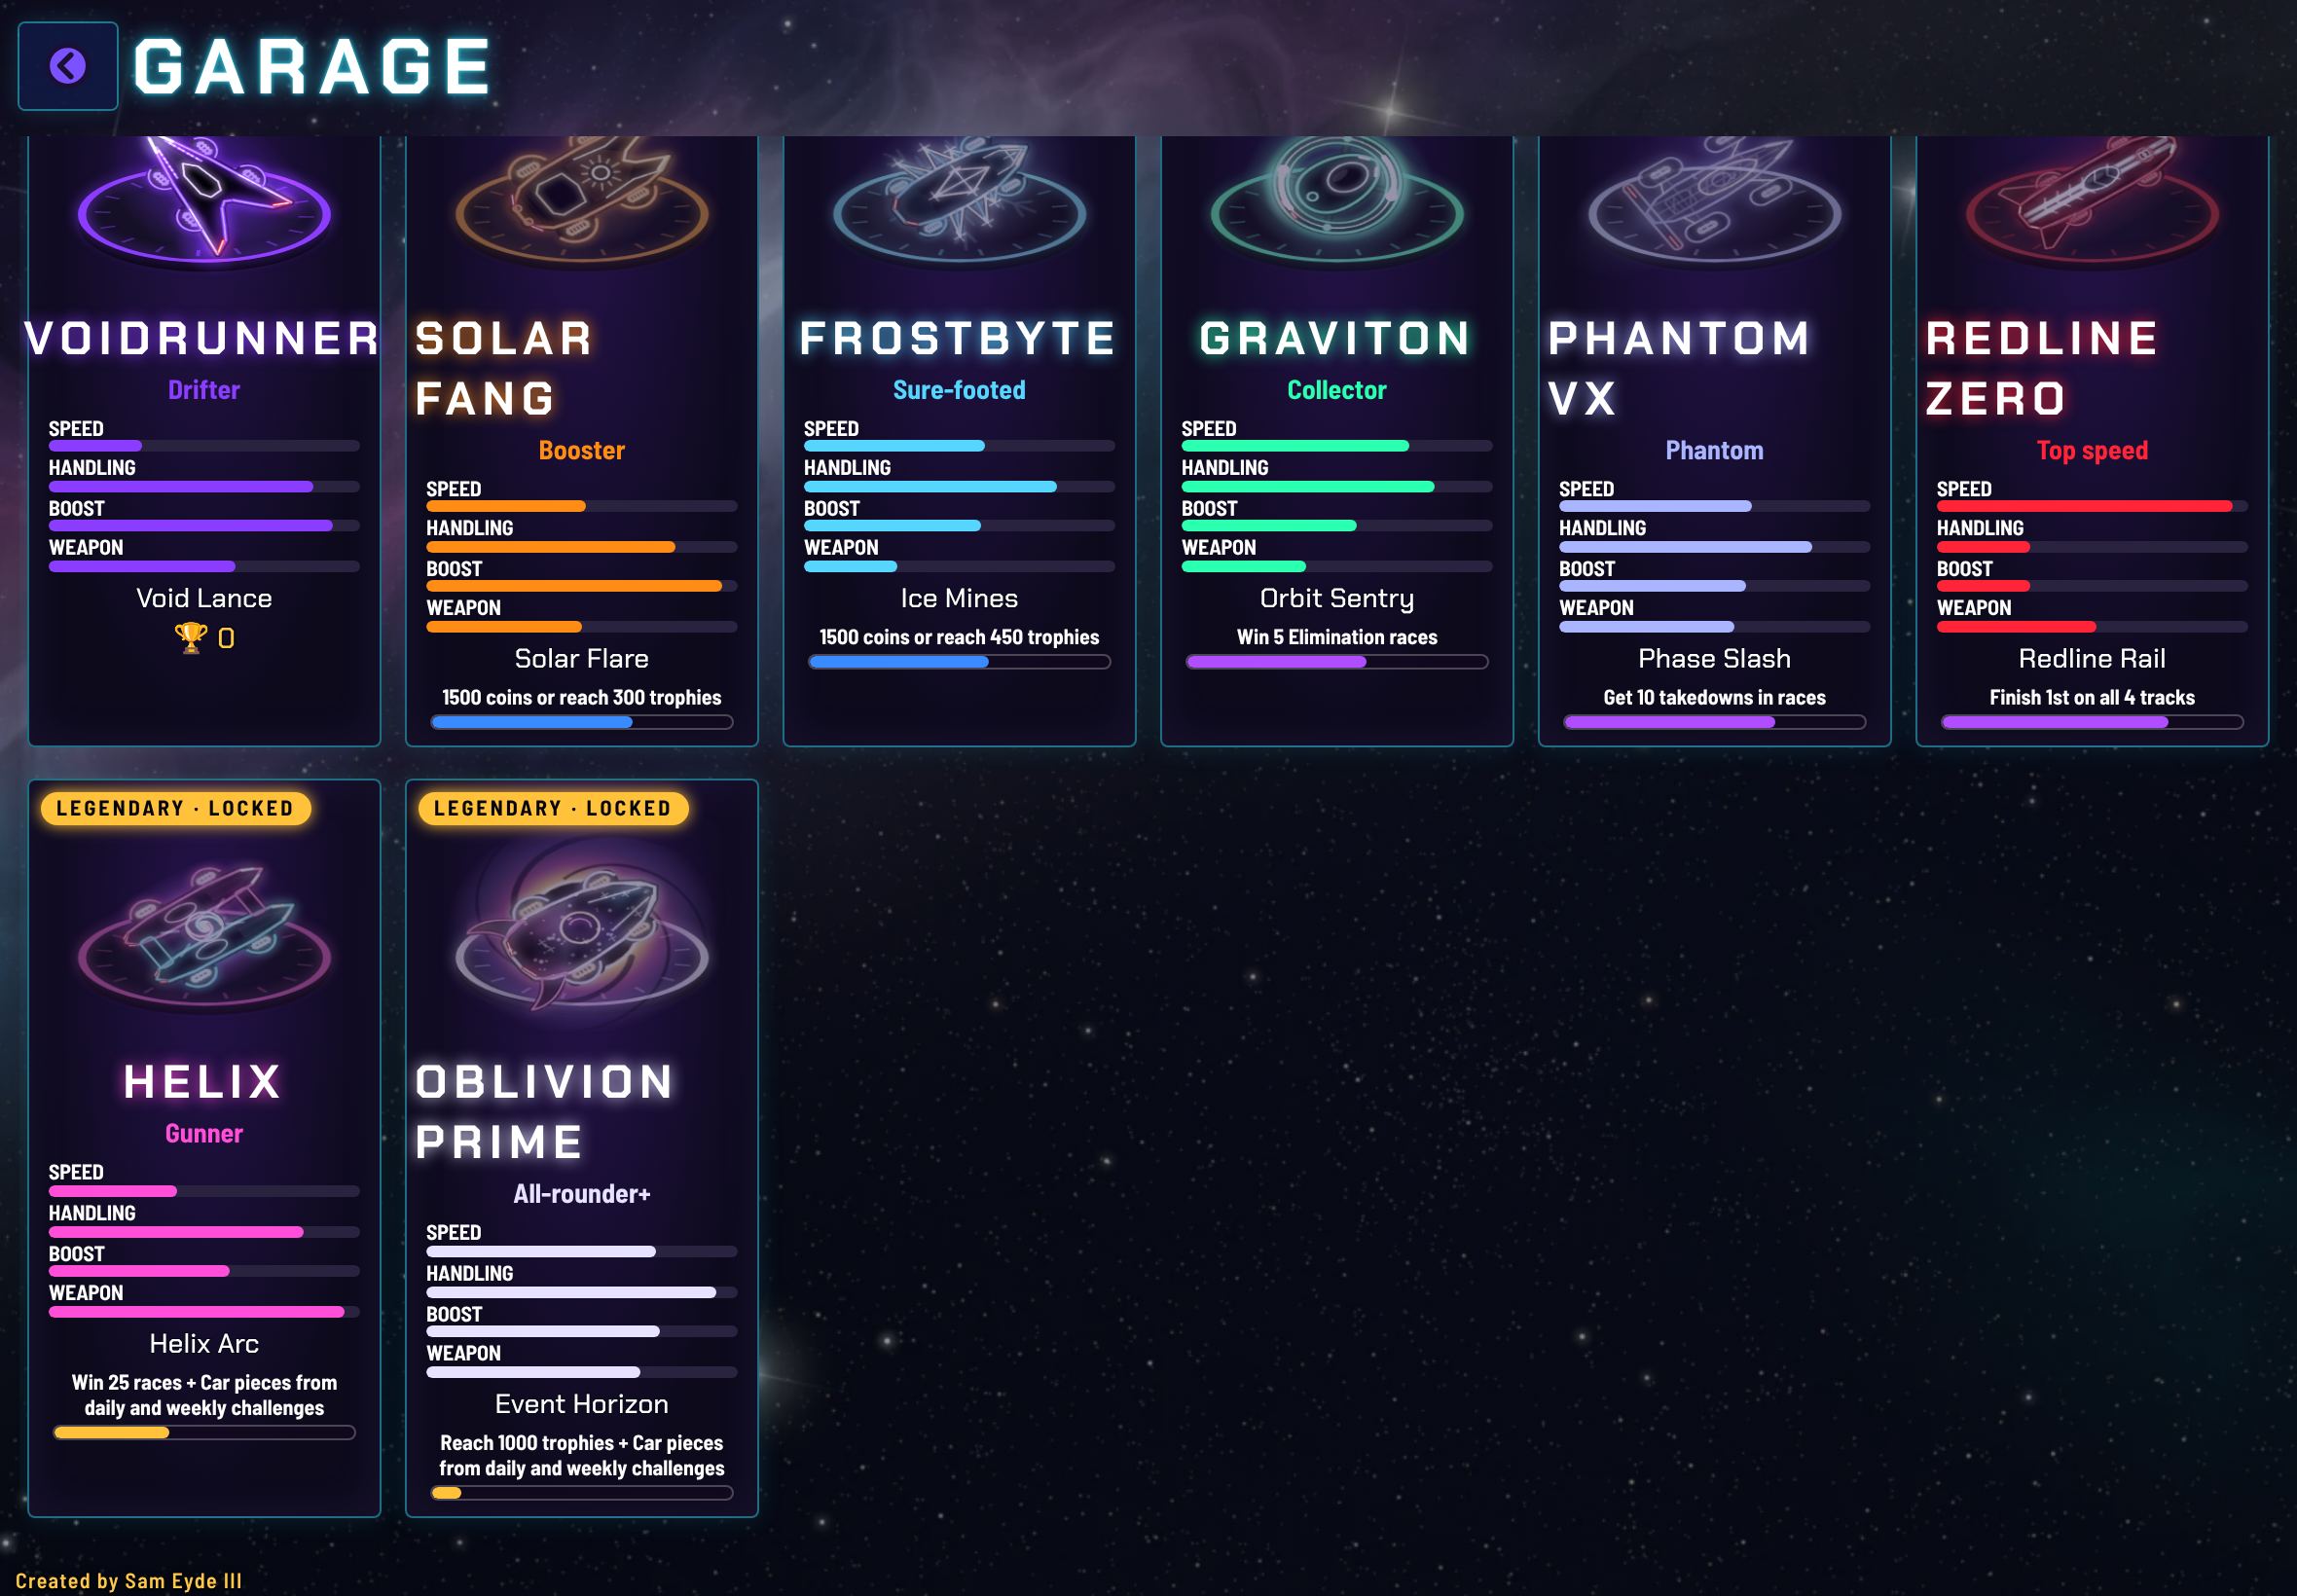 GARAGE
VOIDRUNNER
Drifter
SPEED
HANDLING
BOOST
WEAPON
Void Lance
🏆 0
SOLAR
FANG
Booster
SPEED
HANDLING
BOOST
WEAPON
Solar Flare
1500 coins or reach 300 trophies
FROSTBYTE
Sure-footed
SPEED
HANDLING
BOOST
WEAPON
Ice Mines
1500 coins or reach 450 trophies
GRAVITON
Collector
SPEED
HANDLING
BOOST
WEAPON
Orbit Sentry
Win 5 Elimination races
PHANTOM
VX
Phantom
SPEED
HANDLING
BOOST
WEAPON
Phase Slash
Get 10 takedowns in races
REDLINE
ZERO
Top speed
SPEED
HANDLING
BOOST
WEAPON
Redline Rail
Finish 1st on all 4 tracks
LEGENDARY · LOCKED
HELIX
Gunner
SPEED
HANDLING
BOOST
WEAPON
Helix Arc
Win 25 races + Car pieces from
daily and weekly challenges
LEGENDARY · LOCKED
OBLIVION
PRIME
All-rounder+
SPEED
HANDLING
BOOST
WEAPON
Event Horizon
Reach 1000 trophies + Car pieces
from daily and weekly challenges
Created by Sam Eyde III